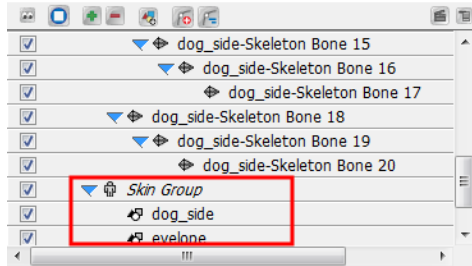 dog_side-Skeleton Bone 15
dog_side-Skeleton Bone 16
dog_side-Skeleton Bone 17
dog_side-Skeleton Bone 18
dog_side-Skeleton Bone 19
dog_side-Skeleton Bone 20
Skin Group
dog_side
eyelope